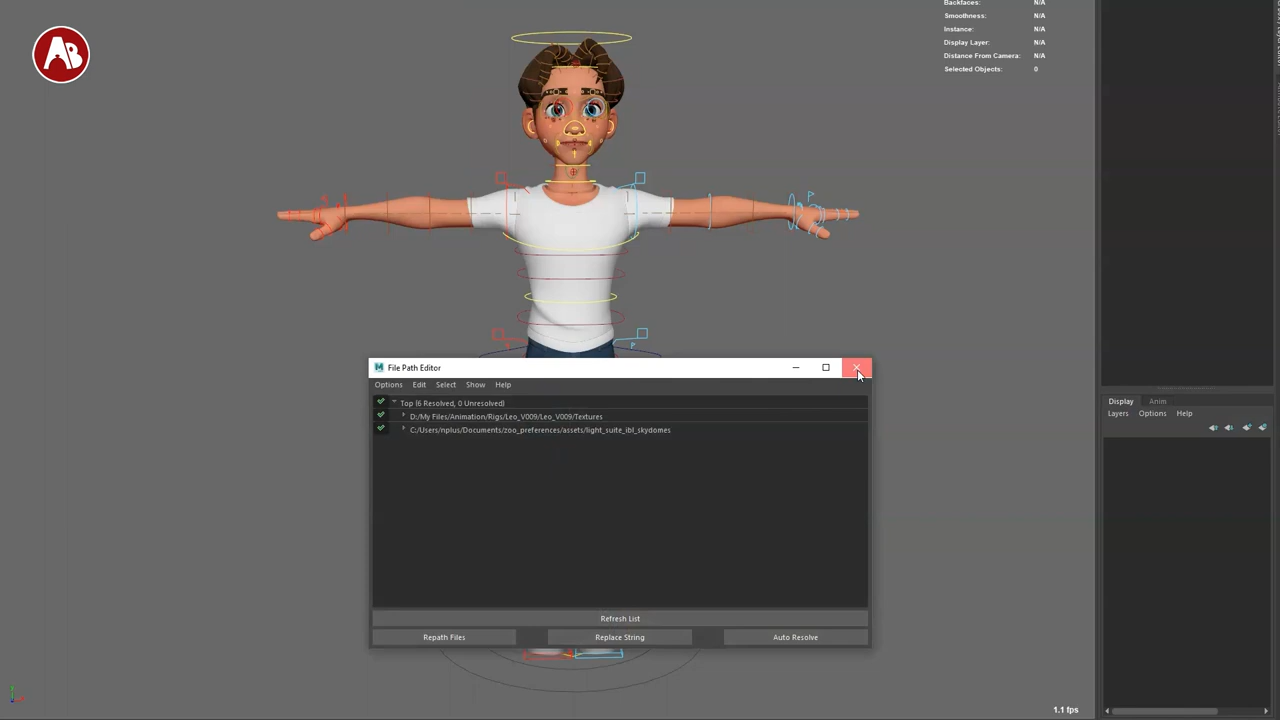 AB
Backfaces: N/A
Smoothness: N/A
Instance: N/A
Display Layer: N/A
Distance From Camera: N/A
Selected Objects: 0
P
P
File Path Editor
Options Edit Select Show Help
Top (6 Resolved, 0 Unresolved)
D:/My Files/Animation/Rigs/Leo_V009/Leo_V009/Textures
C:/Users/nplus/Documents/zoo_preferences/assets/light_suite_ibl_skydomes
Refresh List
Repath Files Replace String Auto Resolve
Display Anim
Layers Options Help
1.1 fps